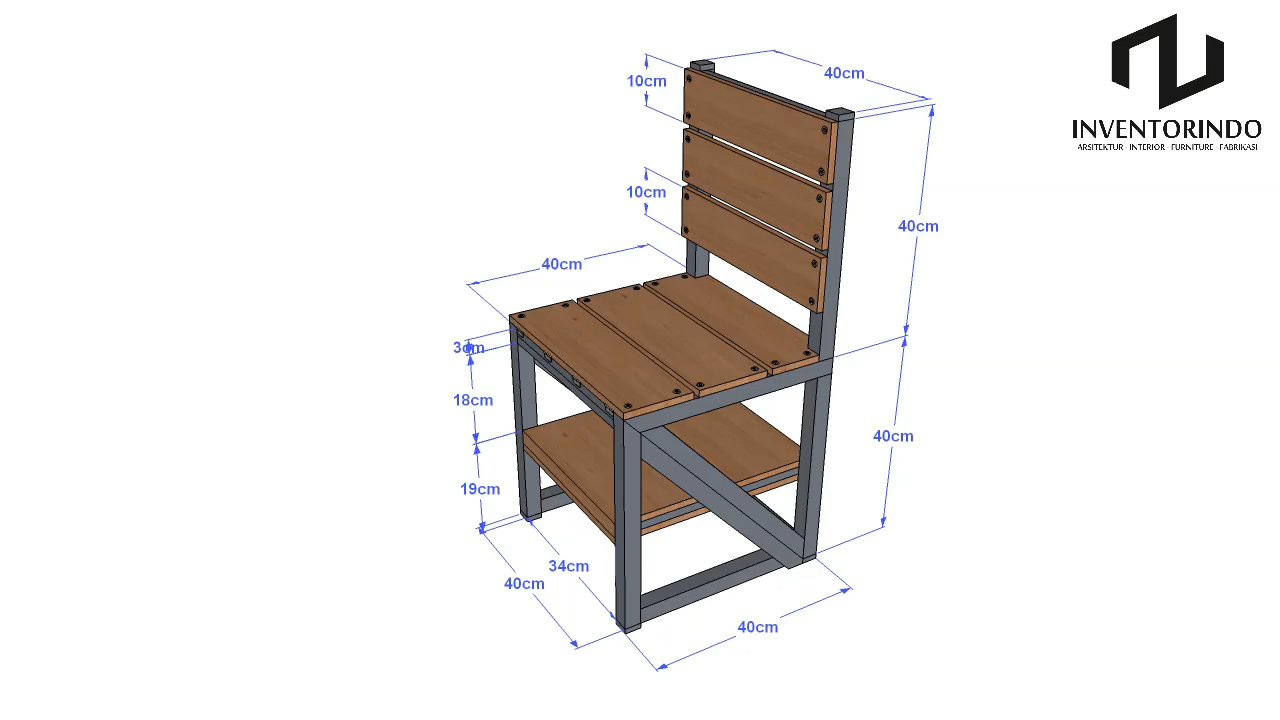 40cm
10cm
10cm
40cm
40cm
3cm
18cm
40cm
19cm
34cm
40cm
40cm
INVENTORINDO
ARSITEKTUR · INTERIOR · FURNITURE · FABRIKASI